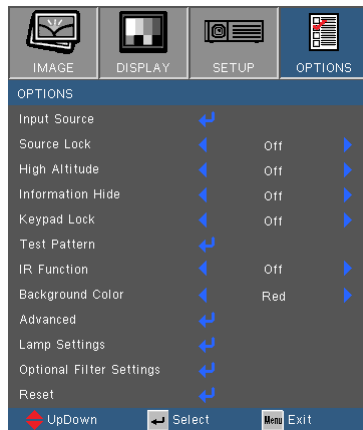 IMAGE DISPLAY SETUP OPTIONS
OPTIONS
Input Source
Source Lock Off
High Altitude Off
Information Hide Off
Keypad Lock Off
Test Pattern
IR Function Off
Background Color Red
Advanced
Lamp Settings
Optional Filter Settings
Reset
UpDown Select Menu Exit